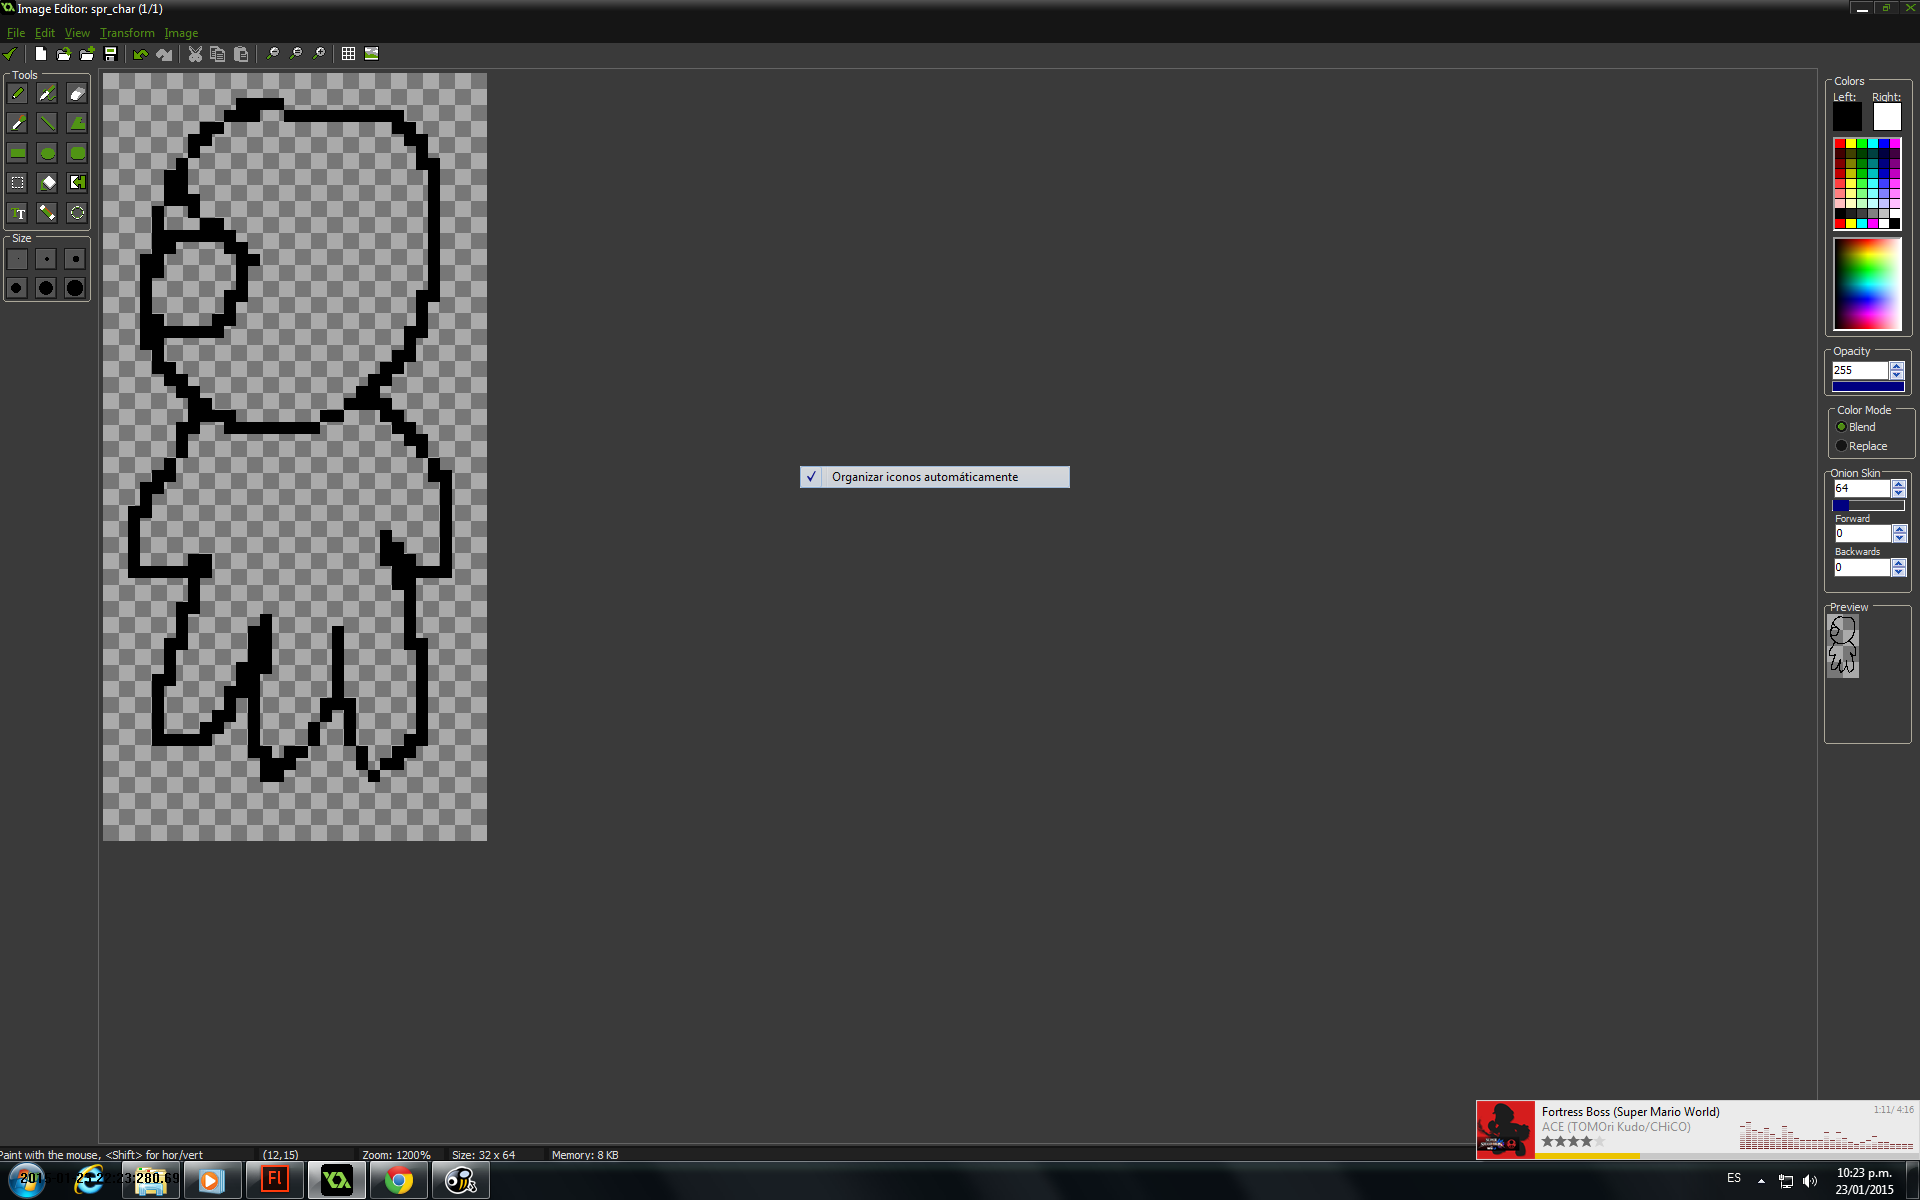 Image Editor: spr_char (1/1)
File Edit View Transform Image
Tools
Size
Colors
Left: Right:
Opacity
255
Color Mode
Blend
Replace
Onion Skin
64
Forward
0
Backwards
0
Preview
✓ Organizar iconos automáticamente
Fortress Boss (Super Mario World)
1:11/ 4:16
ACE (TOMOri Kudo/CHiCO)
Paint with the mouse, <Shift> for hor/vert
(12,15)
Zoom: 1200%
Size: 32 x 64
Memory: 8 KB
Fl
ES
10:23 p.m.
23/01/2015